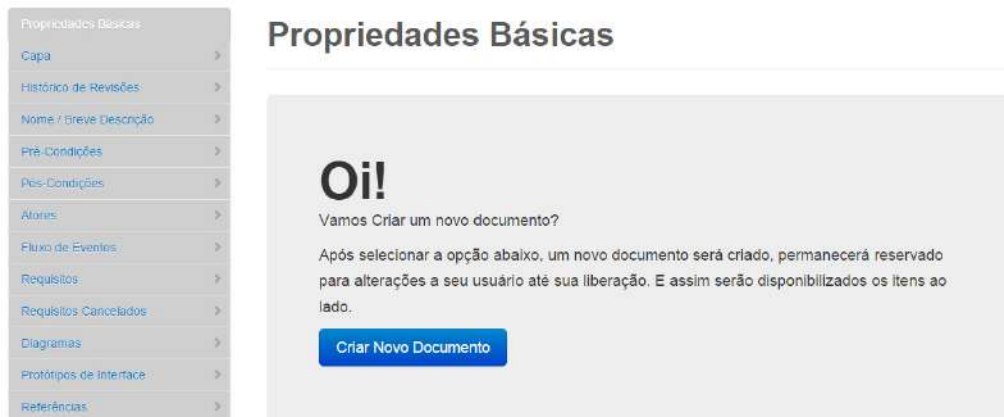 Propriedades Básicas
Capa
Histórico de Revisões
Nome / Breve Descrição
Pré-Condições
Pós-Condições
Atores
Fluxo de Eventos
Requisitos
Requisitos Cancelados
Diagramas
Protótipos de Interface
Referências
Propriedades Básicas
Oi!
Vamos Criar um novo documento?
Após selecionar a opção abaixo, um novo documento será criado, permanecerá reservado
para alterações a seu usuário até sua liberação. E assim serão disponibilizados os itens ao
lado.
Criar Novo Documento